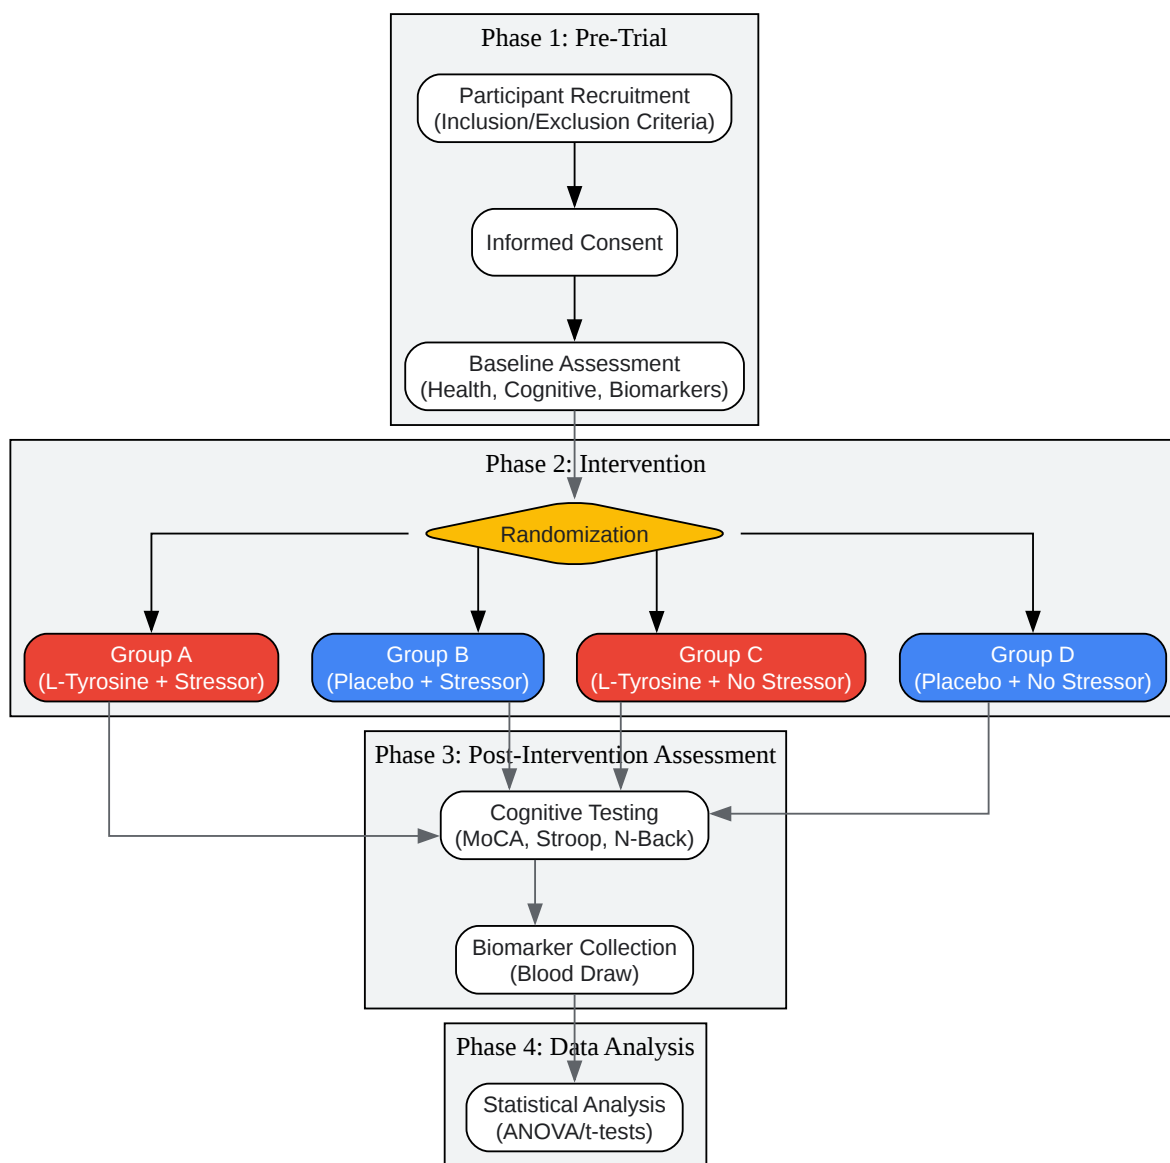 Phase 1: Pre-Trial
Participant Recruitment
(Inclusion/Exclusion Criteria)
Informed Consent
Baseline Assessment
(Health, Cognitive, Biomarkers)
Phase 2: Intervention
Randomization
Group A
(L-Tyrosine + Stressor)
Group B
(Placebo + Stressor)
Group C
(L-Tyrosine + No Stressor)
Group D
(Placebo + No Stressor)
Phase 3: Post-Intervention Assessment
Cognitive Testing
(MoCA, Stroop, N-Back)
Biomarker Collection
(Blood Draw)
Phase 4: Data Analysis
Statistical Analysis
(ANOVA/t-tests)